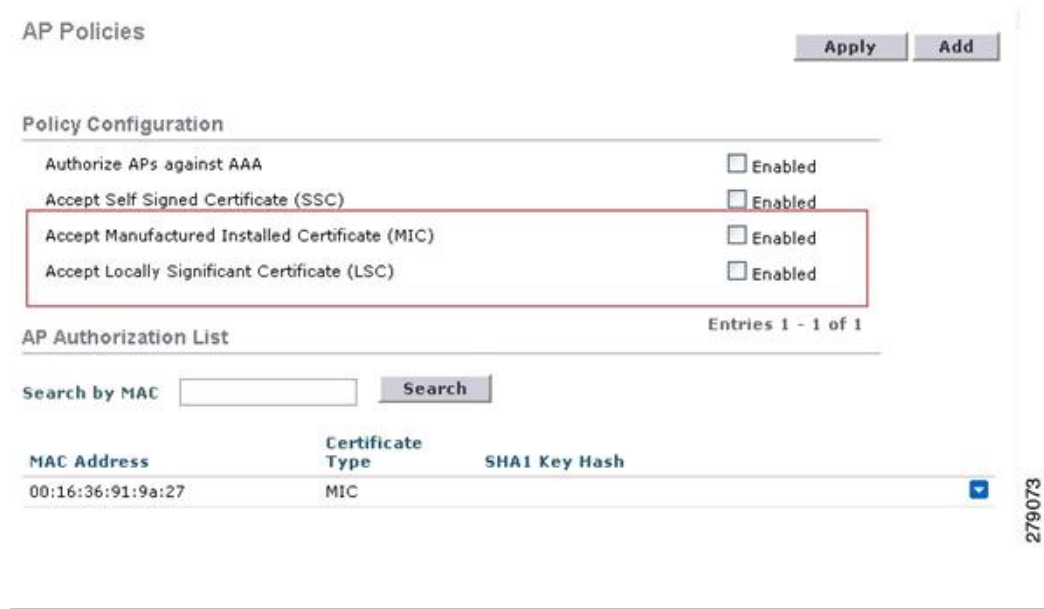 AP Policies
Apply Add
Policy Configuration
Authorize APs against AAA Enabled
Accept Self Signed Certificate (SSC) Enabled
Accept Manufactured Installed Certificate (MIC) Enabled
Accept Locally Significant Certificate (LSC) Enabled
AP Authorization List Entries 1 - 1 of 1
Search by MAC Search
MAC Address Certificate Type SHA1 Key Hash
00:16:36:91:9a:27 MIC
279073